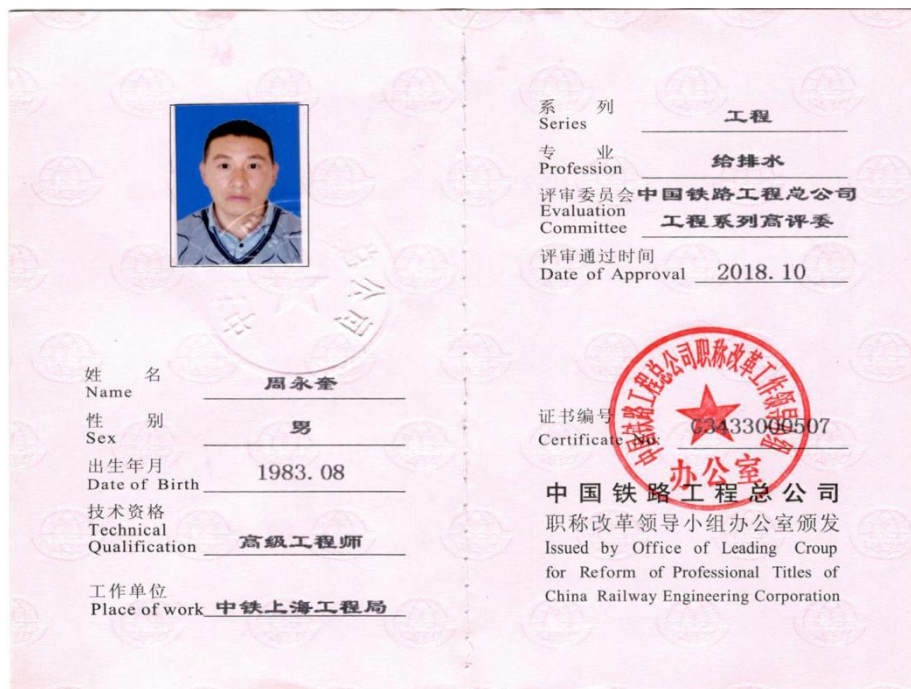 姓 名 周永奎
Name
性 别 男
Sex
出生年月 1983.08
Date of Birth
技术资格
Technical
Qualification 高级工程师
工作单位
Place of work 中铁上海工程局
系 列 工程
Series
专 业 给排水
Profession
评审委员会 中国铁路工程总公司
Evaluation
Committee 工程系列高评委
评审通过时间
Date of Approval 2018.10
中国铁路工程总公司职称改革工作领导小组
办公室
证书编号
Certificate No: G3433000507
中国铁路工程总公司
职称改革领导小组办公室颁发
Issued by Office of Leading Croup
for Reform of Professional Titles of
China Railway Engineering Corporation